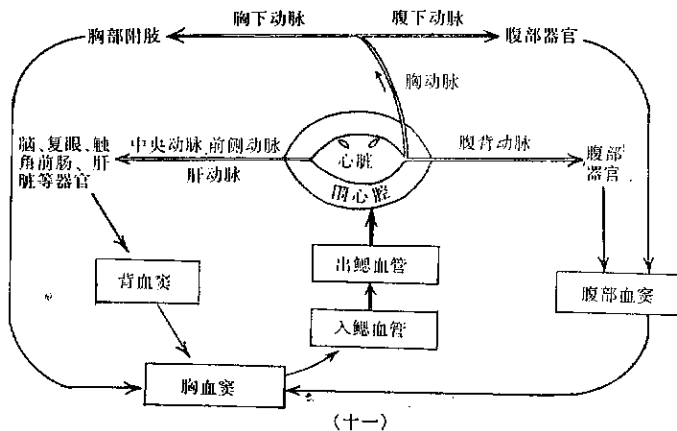 胸下动脉
腹下动脉
胸部附肢
腹部器官
胸动脉
脑、复眼、触
角前肠、肝
脏等器官
中央动脉、前侧动脉
肝动脉
心脏
围心腔
腹背动脉
腹部
器官
出鳃血管
背血窦
腹部血窦
入鳃血管
胸血窦
(十一)